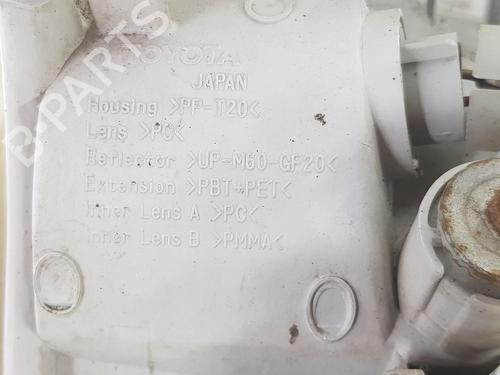 TOYOTA
JAPAN
Housing >PP-T20<
Lens >PC<
Reflector >UP-M60-GF20<
Extension >PBT+PET<
Inner Lens A >PC<
Inner Lens B >PMMA<
B-PARTS